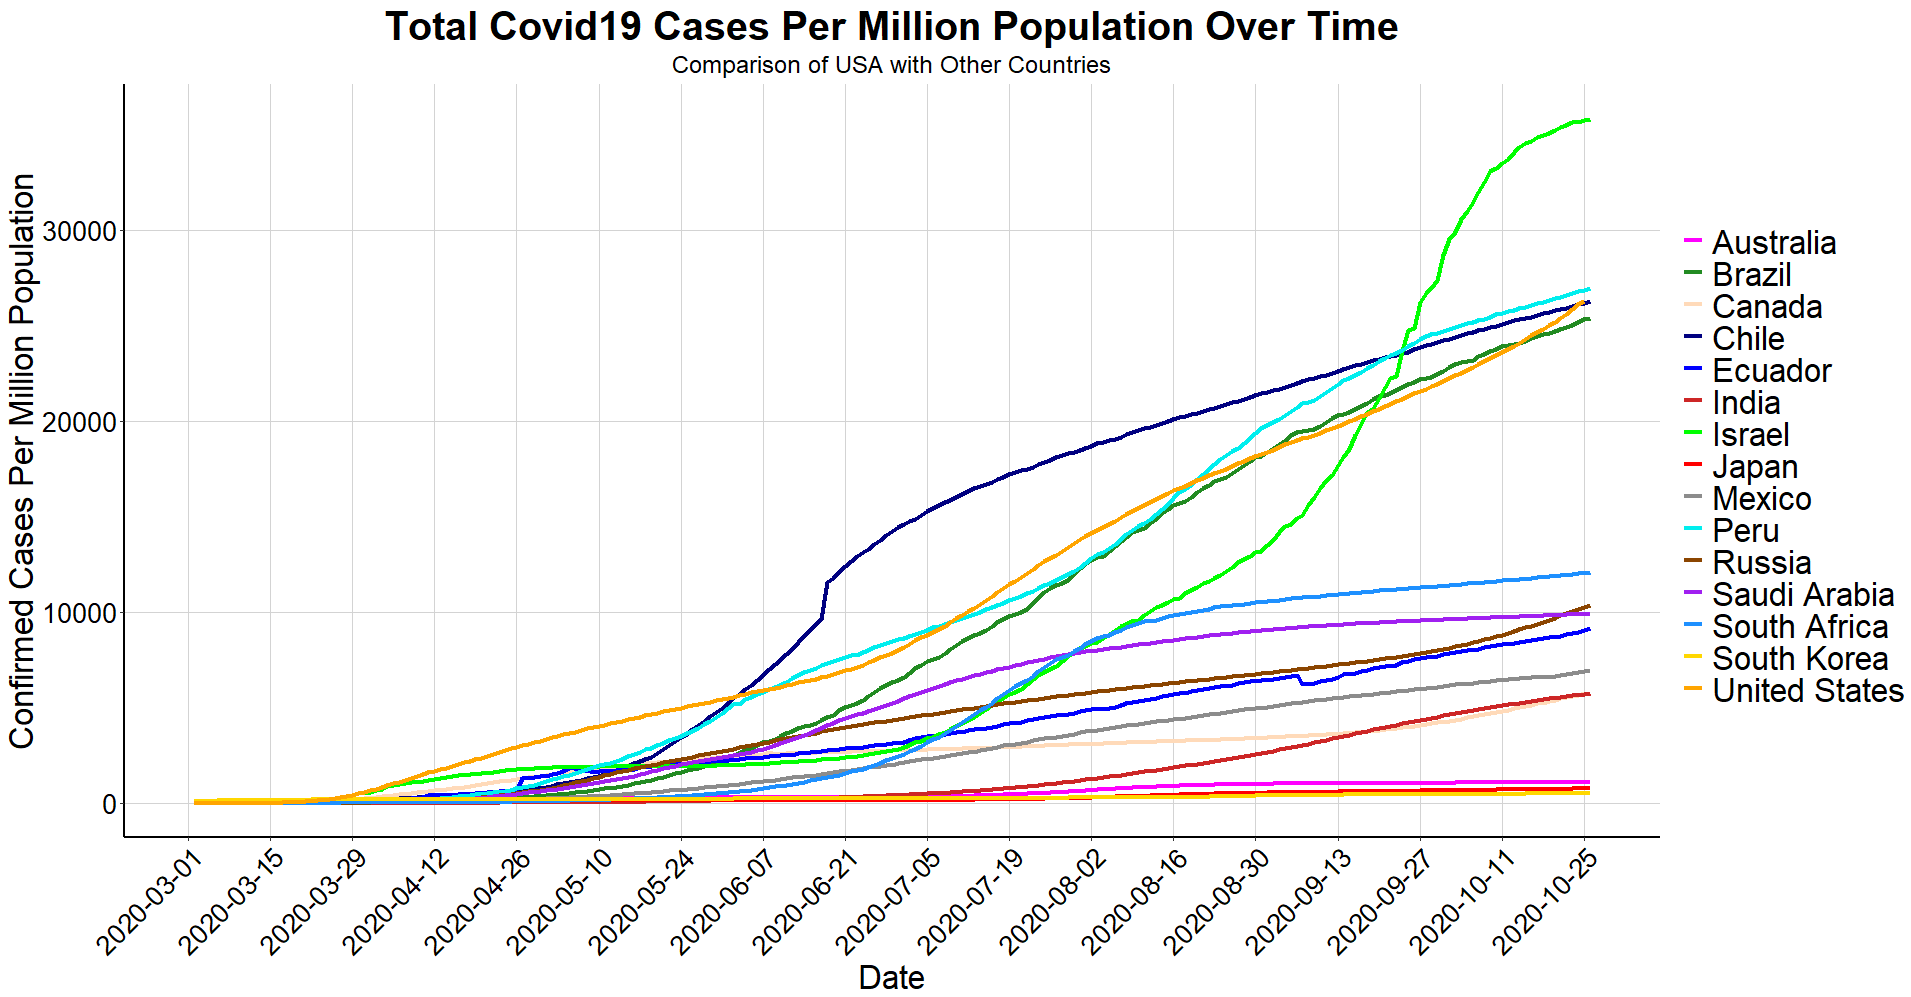 Total Covid19 Cases Per Million Population Over Time
Comparison of USA with Other Countries
Confirmed Cases Per Million Population
30000
20000
10000
0
2020-03-01
2020-03-15
2020-03-29
2020-04-12
2020-04-26
2020-05-10
2020-05-24
2020-06-07
2020-06-21
2020-07-05
2020-07-19
2020-08-02
2020-08-16
2020-08-30
2020-09-13
2020-09-27
2020-10-11
2020-10-25
Date
Australia
Brazil
Canada
Chile
Ecuador
India
Israel
Japan
Mexico
Peru
Russia
Saudi Arabia
South Africa
South Korea
United States